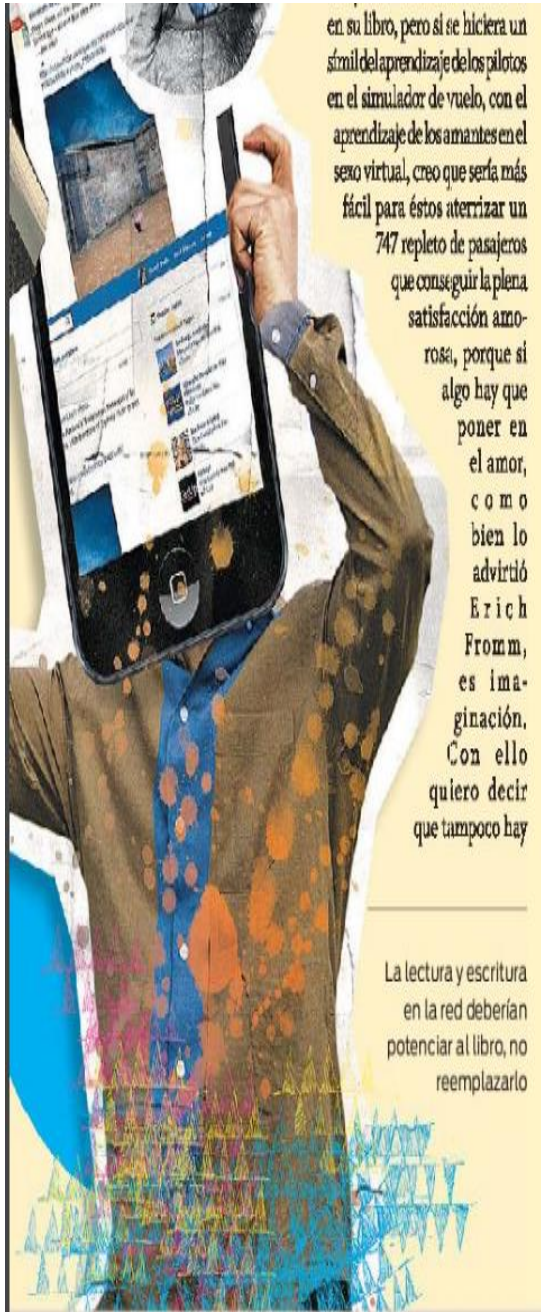 en su libro, pero si se hiciera un
símil del aprendizaje de los pilotos
en el simulador de vuelo, con el
aprendizaje de los amantes en el
sexo virtual, creo que sería más
fácil para éstos aterrizar un
747 repleto de pasajeros
que conseguir la plena
satisfacción amo-
rosa, porque si
algo hay que
poner en
el amor,
como
bien lo
advirtió
Erich
Fromm,
es ima-
ginación.
Con ello
quiero decir
que tampoco hay
La lectura y escritura
en la red deberían
potenciar al libro, no
reemplazarlo